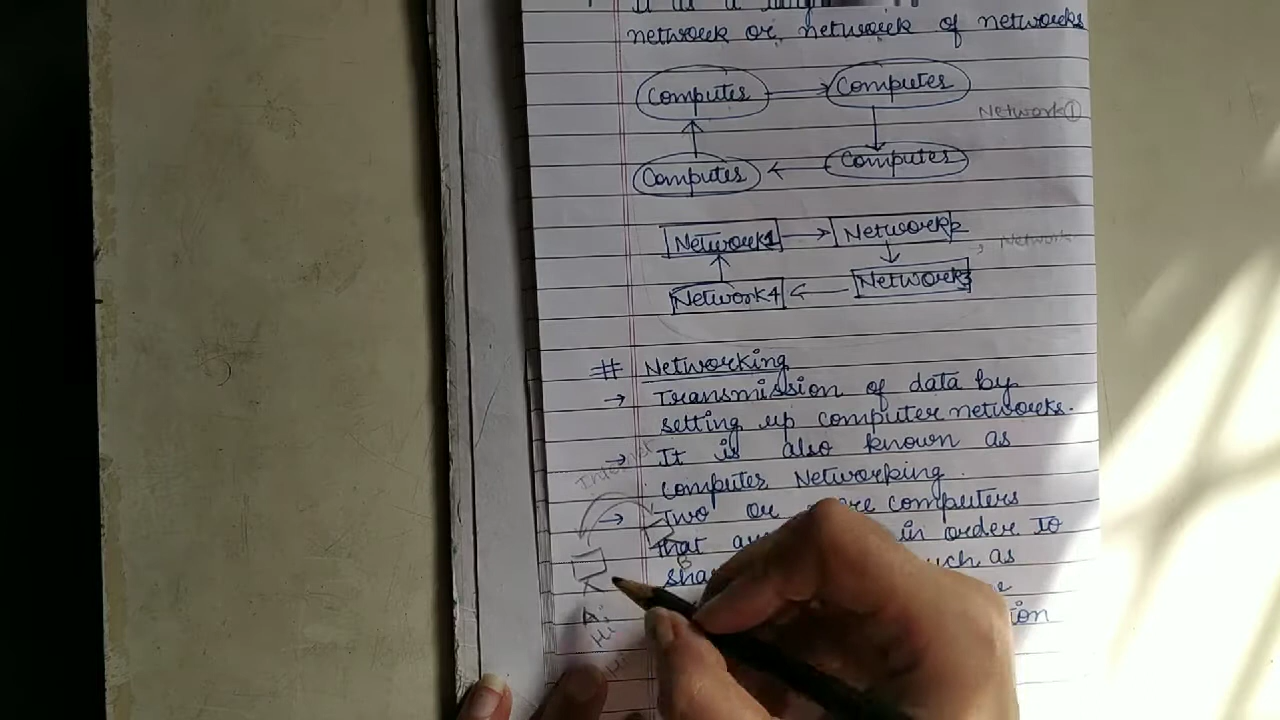 network or network of networks
Computer
Computer
Network①
Computer
Computer
Network1
Network2
Network
Network4
Network3
# Networking
→ Transmission of data by
setting up computer networks.
→ It is also known as
computer Networking.
→ Two or computers
that in order to
such as
A
Hi